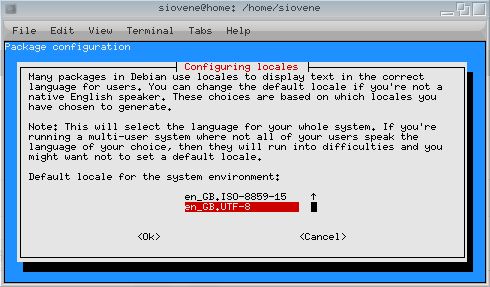 siovene@home: /home/siovene
File Edit View Terminal Tabs Help
Package configuration
Configuring locales
Many packages in Debian use locales to display text in the correct
language for users. You can change the default locale if you're not a
native English speaker. These choices are based on which locales you
have chosen to generate.
Note: This will select the language for your whole system. If you're
running a multi-user system where not all of your users speak the
language of your choice, then they will run into difficulties and you
might want not to set a default locale.
Default locale for the system environment:
en_GB.ISO-8859-15 ↑
en_GB.UTF-8
<Ok> <Cancel>